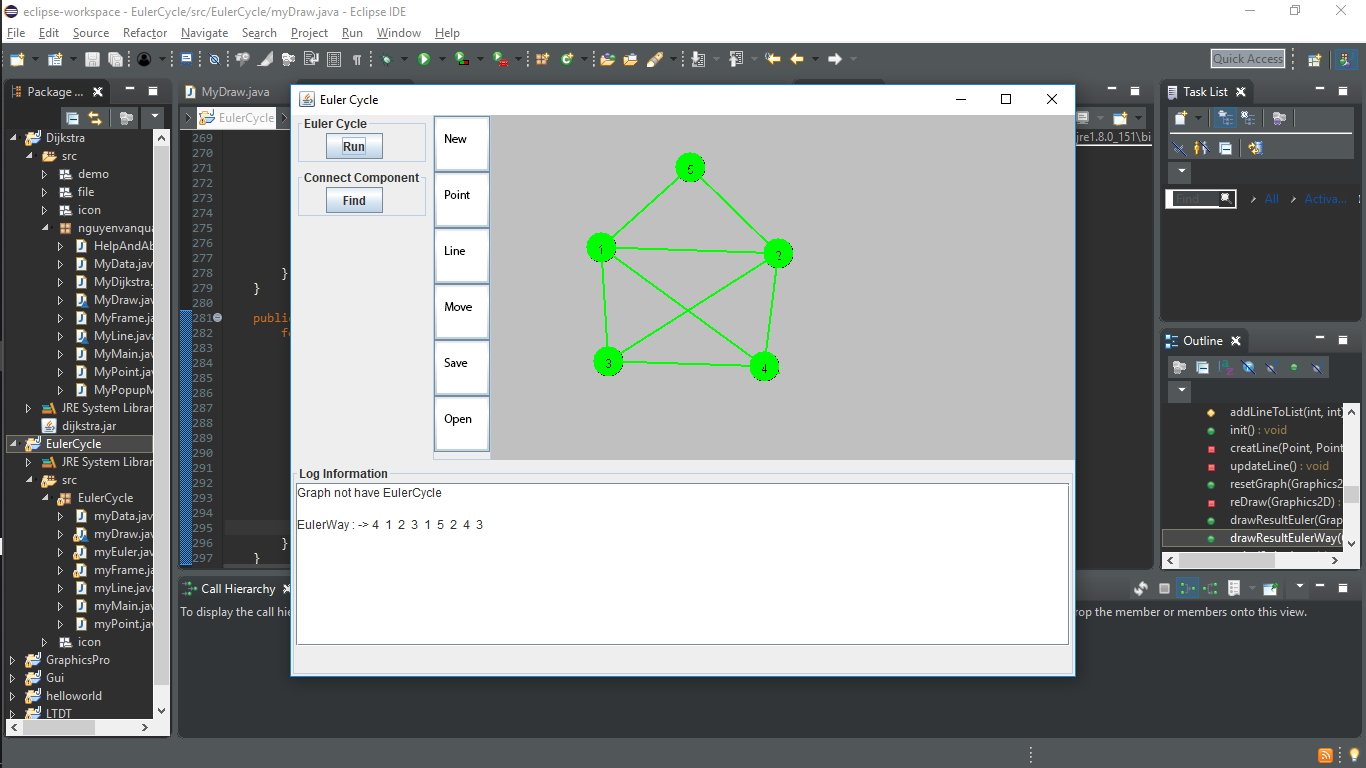 eclipse-workspace - EulerCycle/src/EulerCycle/myDraw.java - Eclipse IDE
File Edit Source Refactor Navigate Search Project Run Window Help
Quick Access
Package ...
MyDraw.java
EulerCycle
jre1.8.0_151\bi
Dijkstra
src
demo
file
icon
nguyenvanqua
HelpAndAb
MyData.jav
MyDijkstra.
MyDraw.jav
MyFrame.ja
MyLine.java
MyMain.jav
MyPoint.jav
MyPopupM
JRE System Librar
dijkstra.jar
EulerCycle
JRE System Librar
src
EulerCycle
myData.jav
myDraw.jav
myEuler.jav
myFrame.ja
myLine.java
myMain.jav
myPoint.jav
icon
GraphicsPro
Gui
helloworld
LTDT
269
270
271
272
273
274
275
276
277
278 }
279 }
280
281 public
282 fo
283
284
285
286
287
288
289
290
291
292
293
294
295
296 }
297 }
Euler Cycle
Euler Cycle
Run
Connect Component
Find
New
Point
Line
Move
Save
Open
5
1
2
3
4
Log Information
Graph not have EulerCycle
EulerWay : -> 4 1 2 3 1 5 2 4 3
Call Hierarchy
To display the call hie
rop the member or members onto this view.
Task List
Find All Activa...
Outline
addLineToList(int, int)
init() : void
creatLine(Point, Point
updateLine() : void
resetGraph(Graphics2
reDraw(Graphics2D) :
drawResultEuler(Grap
drawResultEulerWay(